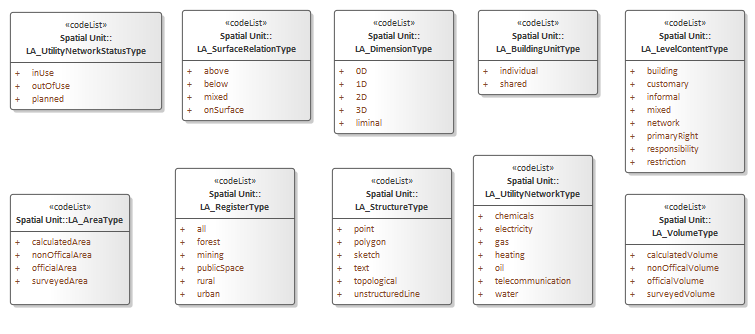 «codeList»
Spatial Unit::
LA_UtilityNetworkStatusType
+ inUse
+ outOfUse
+ planned
«codeList»
Spatial Unit::
LA_SurfaceRelationType
+ above
+ below
+ mixed
+ onSurface
«codeList»
Spatial Unit::
LA_DimensionType
+ 0D
+ 1D
+ 2D
+ 3D
+ liminal
«codeList»
Spatial Unit::
LA_BuildingUnitType
+ individual
+ shared
«codeList»
Spatial Unit::
LA_LevelContentType
+ building
+ customary
+ informal
+ mixed
+ network
+ primaryRight
+ responsibility
+ restriction
«codeList»
Spatial Unit::LA_AreaType
+ calculatedArea
+ nonOfficalArea
+ officialArea
+ surveyedArea
«codeList»
Spatial Unit::
LA_RegisterType
+ all
+ forest
+ mining
+ publicSpace
+ rural
+ urban
«codeList»
Spatial Unit::
LA_StructureType
+ point
+ polygon
+ sketch
+ text
+ topological
+ unstructuredLine
«codeList»
Spatial Unit::
LA_UtilityNetworkType
+ chemicals
+ electricity
+ gas
+ heating
+ oil
+ telecommunication
+ water
«codeList»
Spatial Unit::
LA_VolumeType
+ calculatedVolume
+ nonOfficalVolume
+ officialVolume
+ surveyedVolume